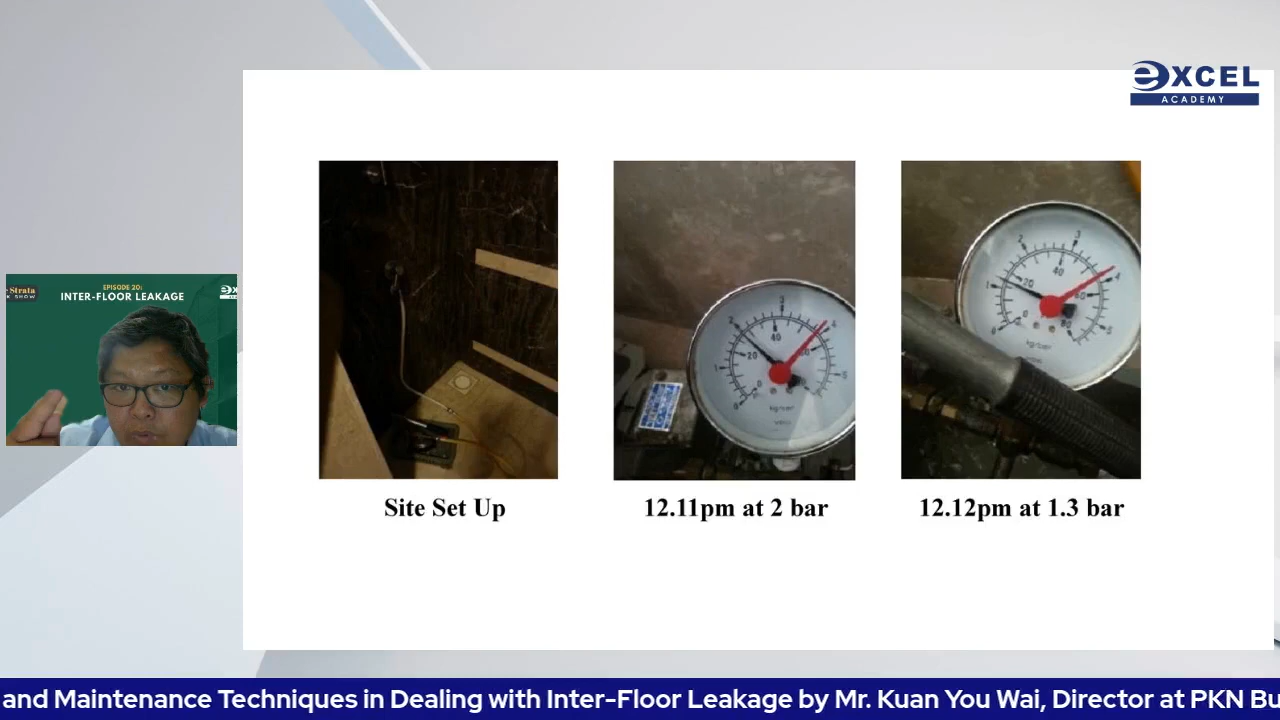 eXCEL
ACADEMY
Strata
K SHOW
EPISODE 20:
INTER-FLOOR LEAKAGE
Site Set Up
12.11pm at 2 bar
12.12pm at 1.3 bar
and Maintenance Techniques in Dealing with Inter-Floor Leakage by Mr. Kuan You Wai, Director at PKN Bu